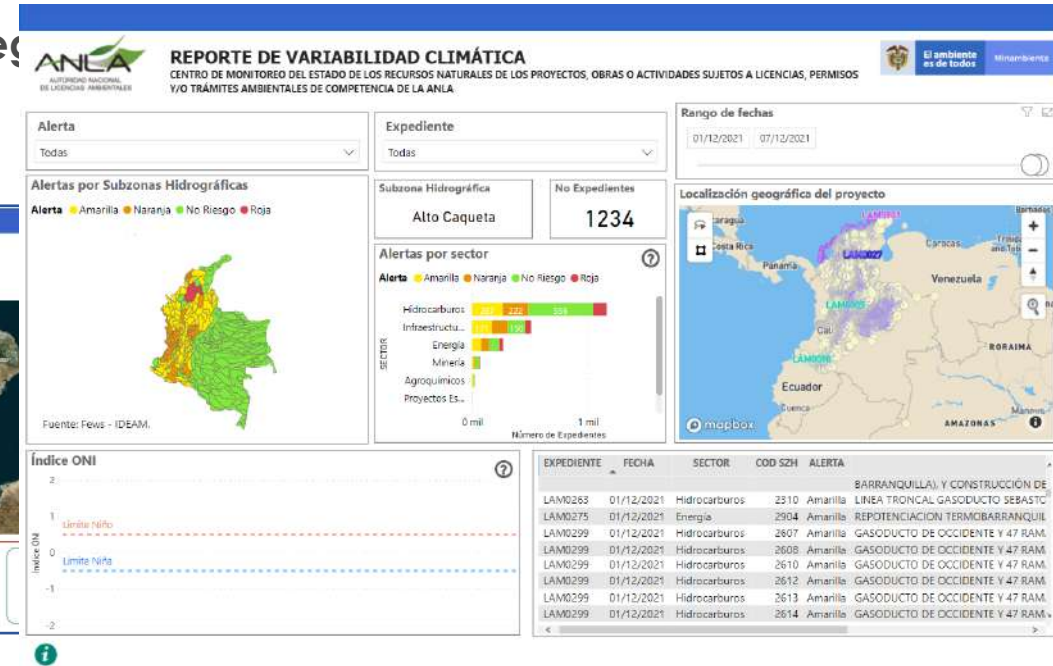 eg
ANLA
AUTORIDAD NACIONAL
DE LICENCIAS AMBIENTALES
REPORTE DE VARIABILIDAD CLIMÁTICA
CENTRO DE MONITOREO DEL ESTADO DE LOS RECURSOS NATURALES DE LOS PROYECTOS, OBRAS O ACTIVIDADES SUJETOS A LICENCIAS, PERMISOS
Y/O TRÁMITES AMBIENTALES DE COMPETENCIA DE LA ANLA
El ambiente
es de todos
Minambiente
Alerta
Todas
Expediente
Todas
Rango de fechas
01/12/2021 07/12/2021
Alertas por Subzonas Hidrográficas
Alerta Amarilla Naranja No Riesgo Roja
Fuente: Fews - IDEAM.
Subzona Hidrográfica
Alto Caqueta
No Expedientes
1234
Alertas por sector
Alerta Amarilla Naranja No Riesgo Roja
SECTOR
Hidrocarburos 222
Infraestructu...
Energía
Minería
Agroquímicos
Proyectos Es...
0 mil 1 mil
Número de Expedientes
Localización geográfica del proyecto
Costa Rica
Panamá
Caracas
Venezuela
Cali
Ecuador
Cuenca
RORAIMA
AMAZONAS
Manaus
mapbox
Índice ONI
Índice ONI
2
1
0
-1
-2
Limite Niño
Limite Niña
EXPEDIENTE FECHA SECTOR COD SZH ALERTA
BARRANQUILLA), Y CONSTRUCCIÓN DE
LAM0263 01/12/2021 Hidrocarburos 2310 Amarilla LINEA TRONCAL GASODUCTO SEBASTC
LAM0275 01/12/2021 Energía 2904 Amarilla REPOTENCIACION TERMOBARRANQUIL
LAM0299 01/12/2021 Hidrocarburos 2607 Amarilla GASODUCTO DE OCCIDENTE Y 47 RAM.
LAM0299 01/12/2021 Hidrocarburos 2608 Amarilla GASODUCTO DE OCCIDENTE Y 47 RAM.
LAM0299 01/12/2021 Hidrocarburos 2610 Amarilla GASODUCTO DE OCCIDENTE Y 47 RAM.
LAM0299 01/12/2021 Hidrocarburos 2612 Amarilla GASODUCTO DE OCCIDENTE Y 47 RAM.
LAM0299 01/12/2021 Hidrocarburos 2613 Amarilla GASODUCTO DE OCCIDENTE Y 47 RAM.
LAM0299 01/12/2021 Hidrocarburos 2614 Amarilla GASODUCTO DE OCCIDENTE Y 47 RAM.